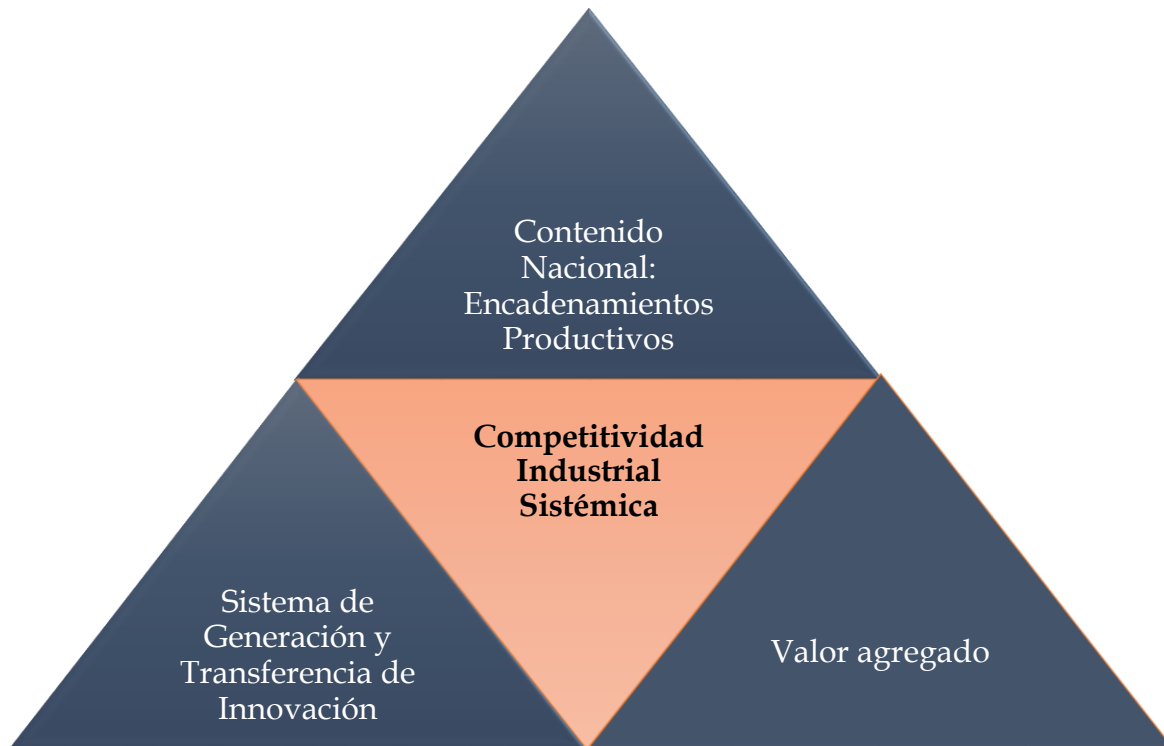 Contenido
Nacional:
Encadenamientos
Productivos
Competitividad
Industrial
Sistémica
Sistema de
Generación y
Transferencia de
Innovación
Valor agregado